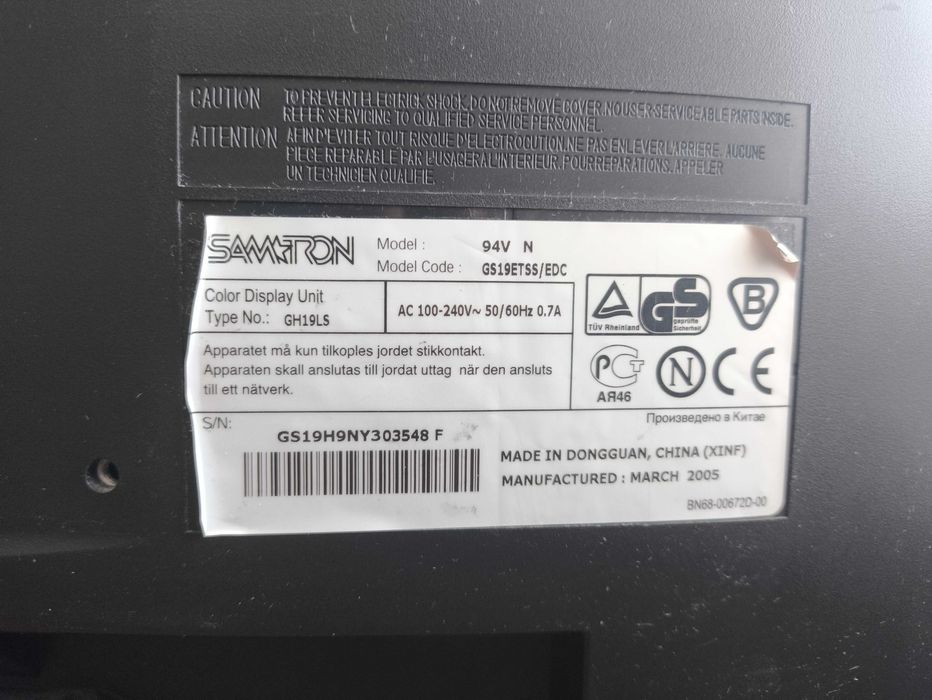 CAUTION TO PREVENT ELECTRICK SHOCK, DO NOT REMOVE COVER. NO USER-SERVICEABLE PARTS INSIDE.
REFER SERVICING TO QUALIFIED SERVICE PERSONNEL.
ATTENTION AFIN D'EVITER TOUT RISQUE D'ELECTROCUTION.NE PAS ENLEVER L'ARRIERE. AUCUNE
PIECE REPARABLE PAR L'USAGER A L'INTERIEUR. POUR REPARATIONS, APPELER
UN TECHNICIEN QUALIFIE.
SAMTRON
Model : 94V N
Model Code : GS19ETSS/EDC
Color Display Unit
Type No.: GH19LS
AC 100-240V~ 50/60Hz 0.7A
TÜV Rheinland
GS
geprüfte
Sicherheit
B
Apparatet må kun tilkoples jordet stikkontakt.
Apparaten skall anslutas till jordat uttag när den ansluts
till ett nätverk.
РСТ
АЯ46
N
CE
Произведено в Китае
S/N:
GS19H9NY303548 F
MADE IN DONGGUAN, CHINA (XINF)
MANUFACTURED : MARCH 2005
BN68-00672D-00